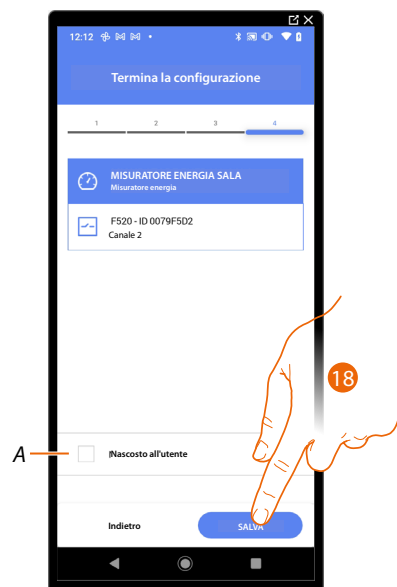 12:12
Termina la configurazione
1 2 3 4
MISURATORE ENERGIA SALA
Misuratore energia
F520 - ID 0079F5D2
Canale 2
18
A
Nascosto all'utente
Indietro
SALVA